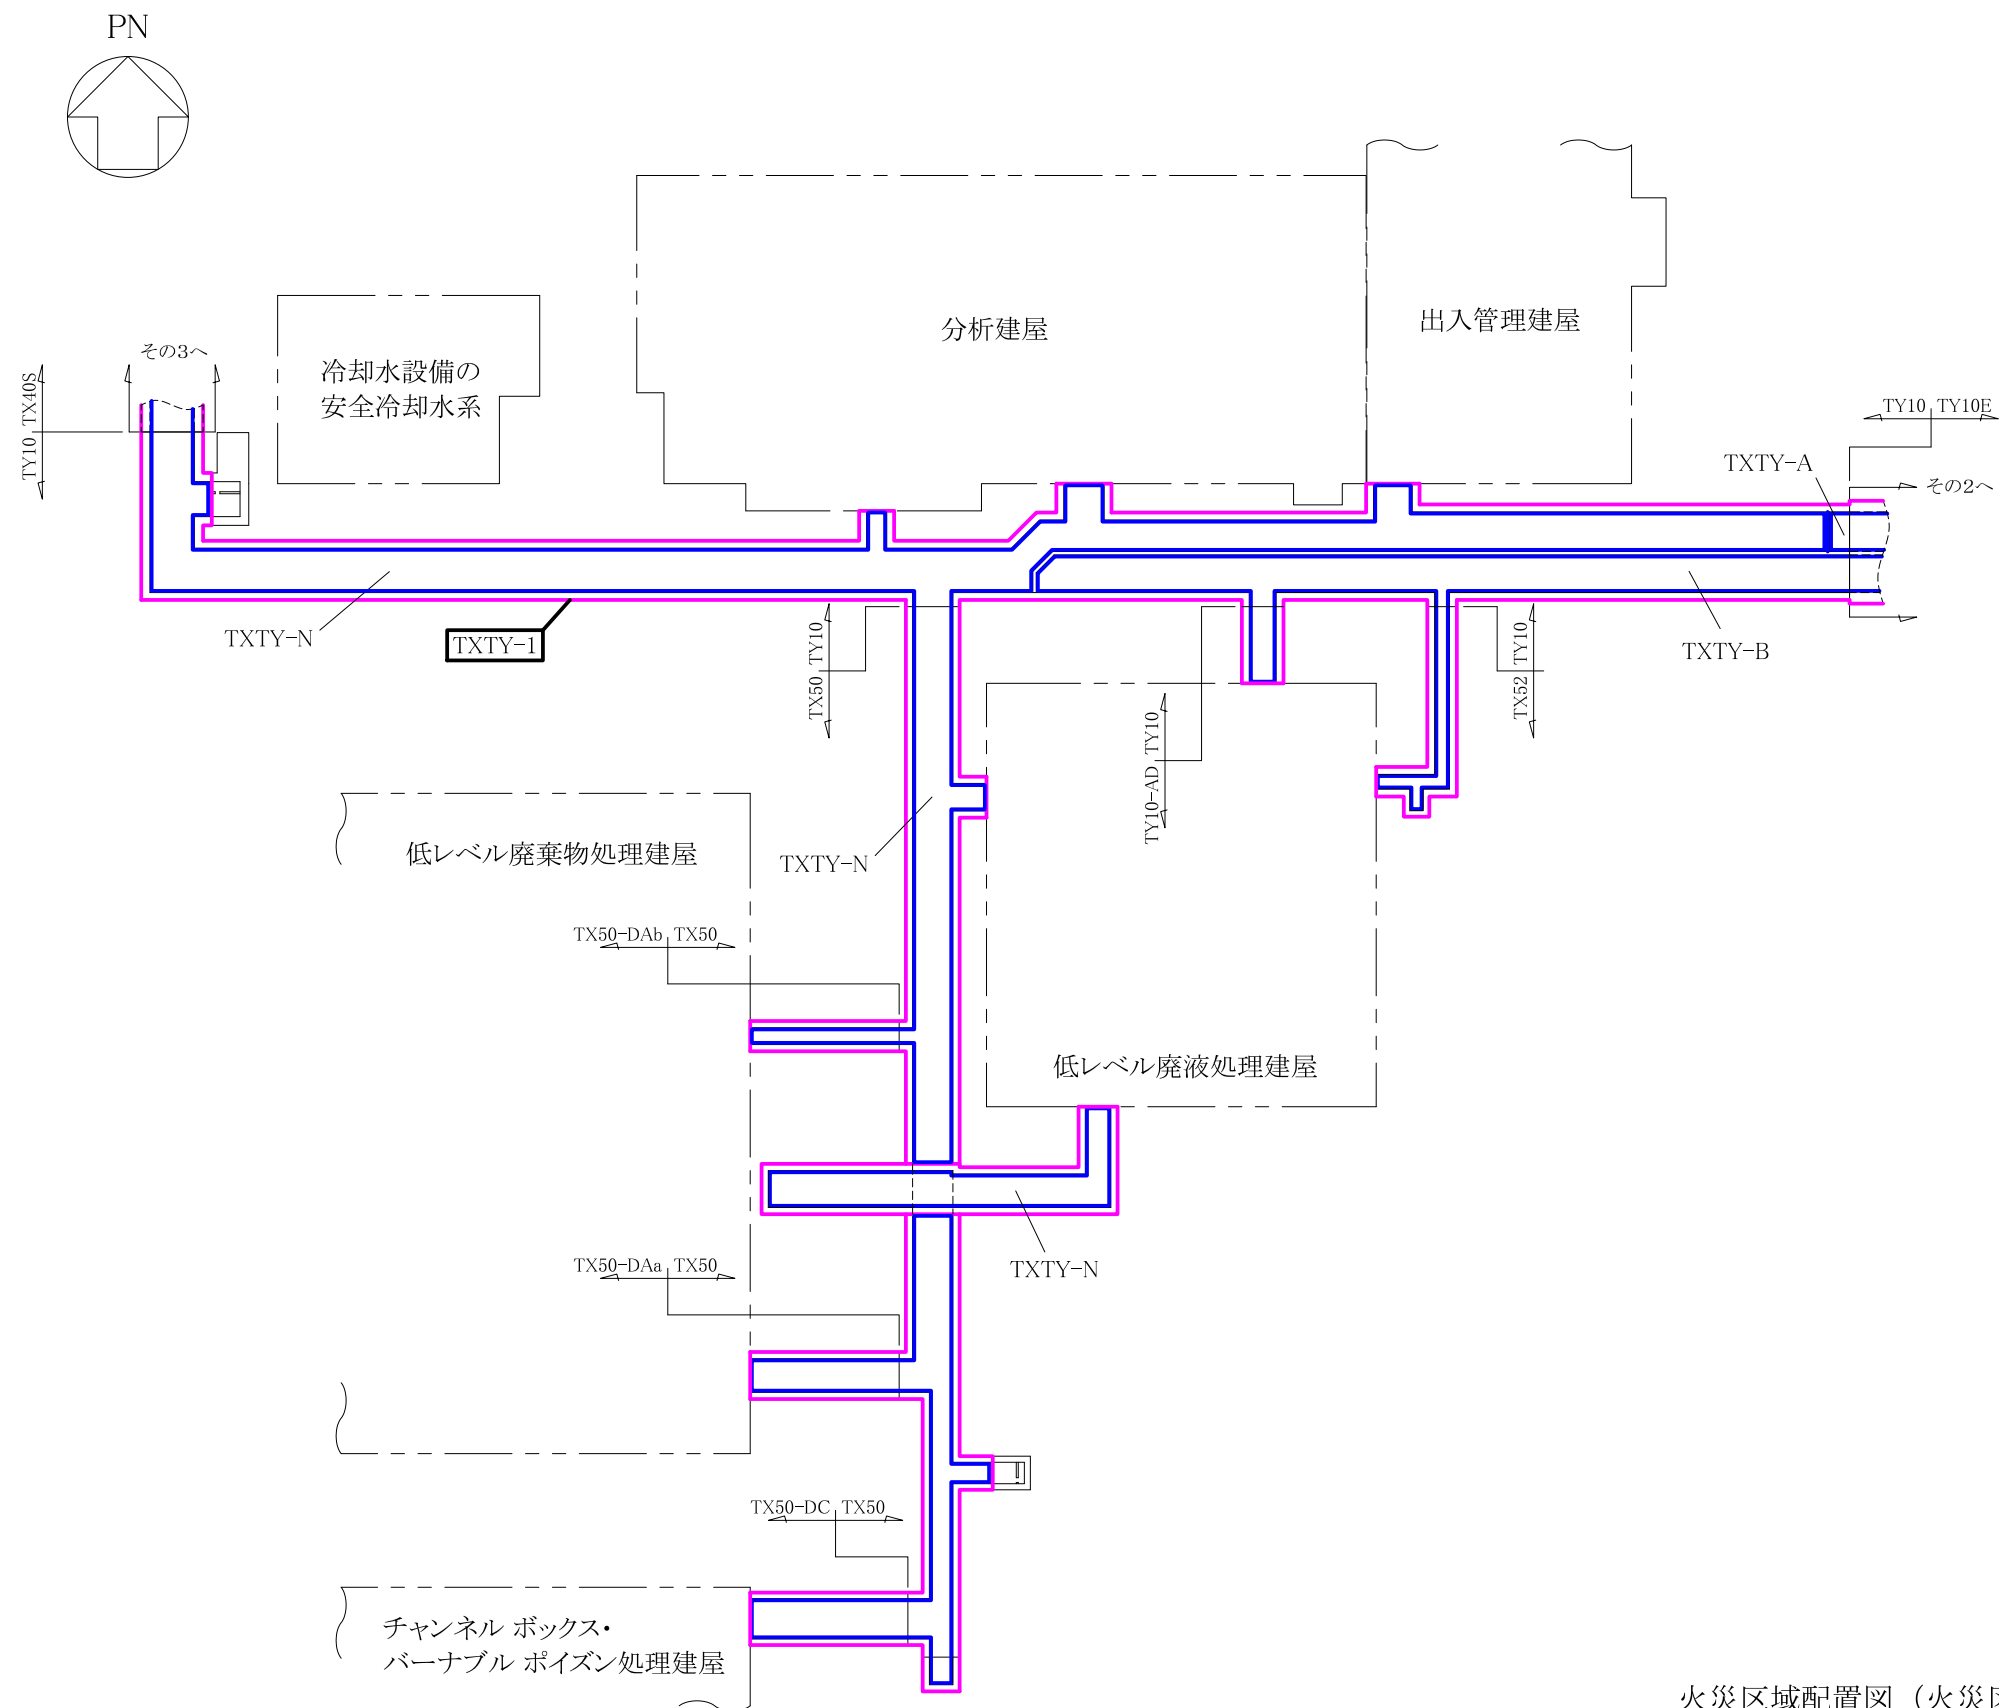 PN
分析建屋
出入管理建屋
その3へ
冷却水設備の
安全冷却水系
TY10 TX40S
TY10 TY10E
TXTY-A
その2へ
TXTY-N
TXTY-1
TX50 TY10
TY10-AD TY10
TX52 TY10
TXTY-B
低レベル廃棄物処理建屋
TXTY-N
TX50-DAb TX50
低レベル廃液処理建屋
TX50-DAa TX50
TXTY-N
TX50-DC TX50
チャンネル ボックス・
バーナブル ポイズン処理建屋
火災区域配置図（火災